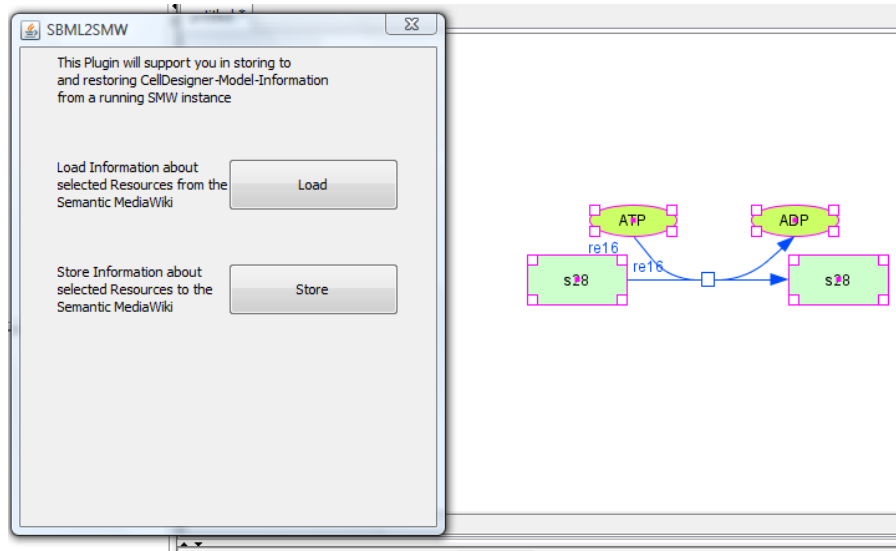 SBML2SMW
This Plugin will support you in storing to
and restoring CellDesigner-Model-Information
from a running SMW instance
Load Information about
selected Resources from the
Semantic MediaWiki
Load
Store Information about
selected Resources to the
Semantic MediaWiki
Store
ATP
ADP
re16
re16
s28
s28